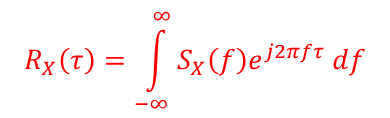 R_X(τ) = ∫_{-∞}^{∞} S_X(f)e^{j2πfτ} df